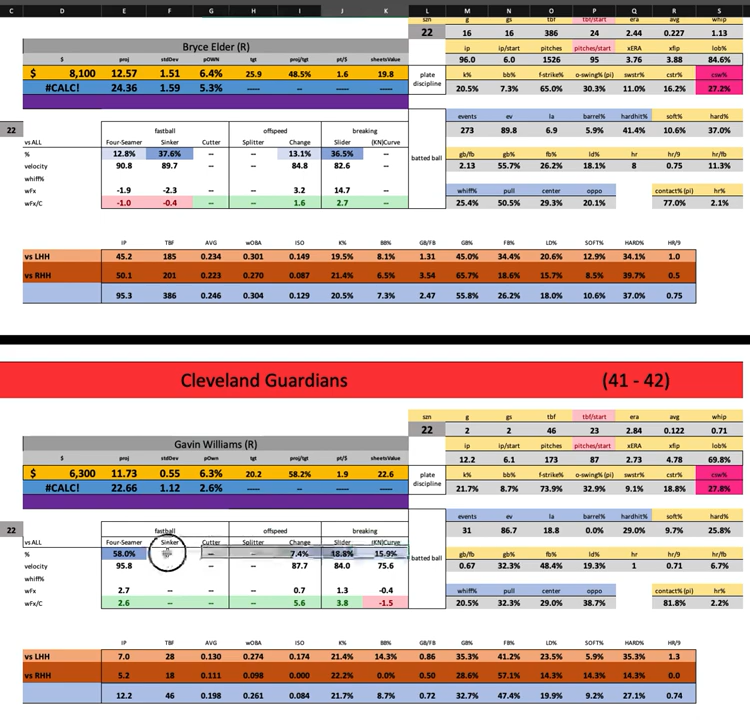 C D E F G H I J K L M N O P Q R S
szn g gs tbf tbf/start era avg whip
22 16 16 386 24 2.44 0.227 1.13
Bryce Elder (R)
ip ip/start pitches pitches/start xERA xfip lob%
$ proj stdDev pOWN tgt proj/tgt pt/$ sheetsValue
96.0 6.0 1526 95 3.76 3.88 84.6%
$ 8,100 12.57 1.51 6.4% 25.9 48.5% 1.6 19.8
plate discipline
k% bb% f-strike% o-swing% (pi) swstr% cstr% csw%
#CALC! 24.36 1.59 5.3% ----- -- -----
20.5% 7.3% 65.0% 30.3% 11.0% 16.2% 27.2%
events ev la barrel% hardhit% soft% hard%
22 fastball offspeed breaking
273 89.8 6.9 5.9% 41.4% 10.6% 37.0%
vs ALL Four-Seamer Sinker Cutter Splitter Change Slider (KN)Curve
% 12.8% 37.6% -- -- 13.1% 36.5% --
batted ball
gb/fb gb% fb% ld% hr hr/9 hr/fb
velocity 90.8 89.7 -- -- 84.8 82.6 --
2.13 55.7% 26.2% 18.1% 8 0.75 11.3%
whiff%
wFx -1.9 -2.3 -- -- 3.2 14.7 --
whiff% pull center oppo contact% (pi) hr%
wFx/C -1.0 -0.4 -- -- 1.6 2.7 --
25.4% 50.5% 29.3% 20.1% 77.0% 2.1%
IP TBF AVG wOBA ISO K% BB% GB/FB GB% FB% LD% SOFT% HARD% HR/9
vs LHH 45.2 185 0.234 0.301 0.149 19.5% 8.1% 1.31 45.0% 34.4% 20.6% 12.9% 34.1% 1.0
vs RHH 50.1 201 0.223 0.270 0.087 21.4% 6.5% 3.54 65.7% 18.6% 15.7% 8.5% 39.7% 0.5
95.3 386 0.246 0.304 0.129 20.5% 7.3% 2.47 55.8% 26.2% 18.0% 10.6% 37.0% 0.75
Cleveland Guardians (41 - 42)
szn g gs tbf tbf/start era avg whip
22 2 2 46 23 2.84 0.122 0.71
Gavin Williams (R)
ip ip/start pitches pitches/start xERA xfip lob%
$ proj stdDev pOwn tgt proj/tgt pt/$ sheetsValue
12.2 6.1 173 87 2.73 4.78 69.8%
$ 6,300 11.73 0.55 6.3% 20.2 58.2% 1.9 22.6
plate discipline
k% bb% f-strike% o-swing% (pi) swstr% cstr% csw%
#CALC! 22.66 1.12 2.6% ----- -- -----
21.7% 8.7% 73.9% 32.9% 9.1% 18.8% 27.8%
events ev la barrel% hardhit% soft% hard%
22 fastball offspeed breaking
31 86.7 18.8 0.0% 29.0% 9.7% 25.8%
vs ALL Four-Seamer Sinker Cutter Splitter Change Slider (KN)Curve
% 58.0% -- -- 7.4% 18.8% 15.9%
batted ball
gb/fb gb% fb% ld% hr hr/9 hr/fb
velocity 95.8 -- -- -- 87.7 84.0 75.6
0.67 32.3% 48.4% 19.3% 1 0.71 6.7%
whiff%
wFx 2.7 -- -- -- 0.7 1.3 -0.4
whiff% pull center oppo contact% (pi) hr%
wFx/C 2.6 -- -- -- 5.6 3.8 -1.5
20.5% 32.3% 29.0% 38.7% 81.8% 2.2%
IP TBF AVG wOBA ISO K% BB% GB/FB GB% FB% LD% SOFT% HARD% HR/9
vs LHH 7.0 28 0.130 0.274 0.174 21.4% 14.3% 0.86 35.3% 41.2% 23.5% 5.9% 35.3% 1.3
vs RHH 5.2 18 0.111 0.098 0.000 22.2% 0.0% 0.50 28.6% 57.1% 14.3% 14.3% 14.3% 0.0
12.2 46 0.198 0.261 0.084 21.7% 8.7% 0.72 32.7% 47.4% 19.9% 9.2% 27.1% 0.74